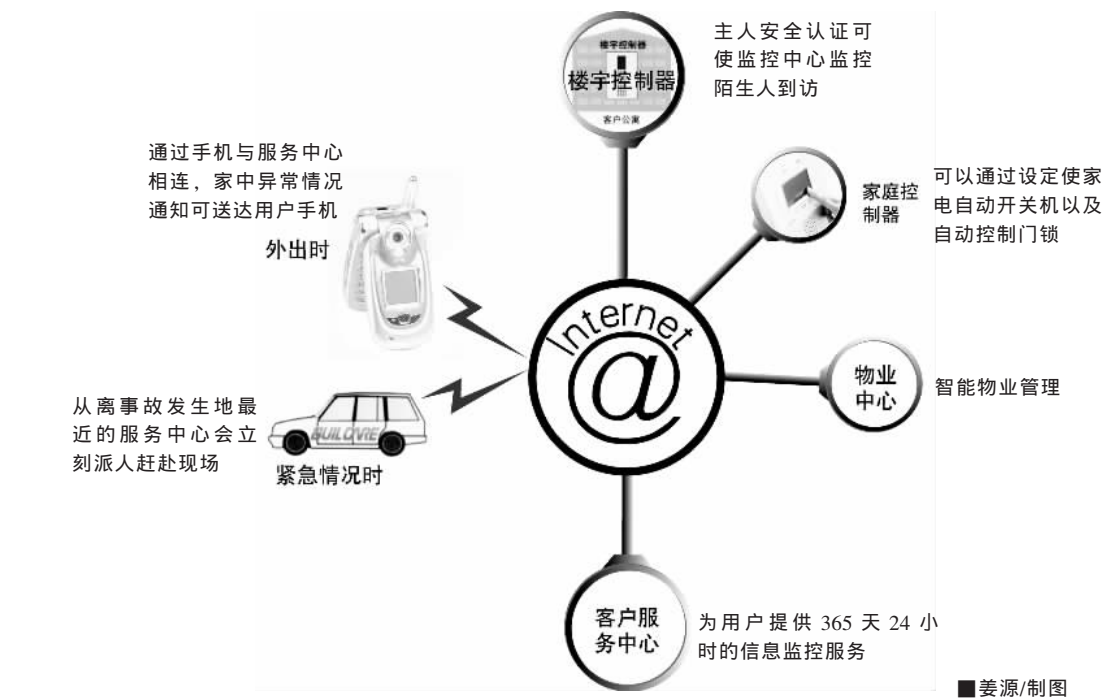 主人安全认证可
使监控中心监控
陌生人到访
楼宇控制器
楼宇控制器
客户公寓
通过手机与服务中心
相连，家中异常情况
通知可送达用户手机
外出时
家庭控
制器
可以通过设定使家
电自动开关机以及
自动控制门锁
Internet
@
物业
中心
智能物业管理
从离事故发生地最
近的服务中心会立
刻派人赶赴现场
紧急情况时
客户服
务中心
为用户提供 365 天 24 小
时的信息监控服务
■姜源/制图